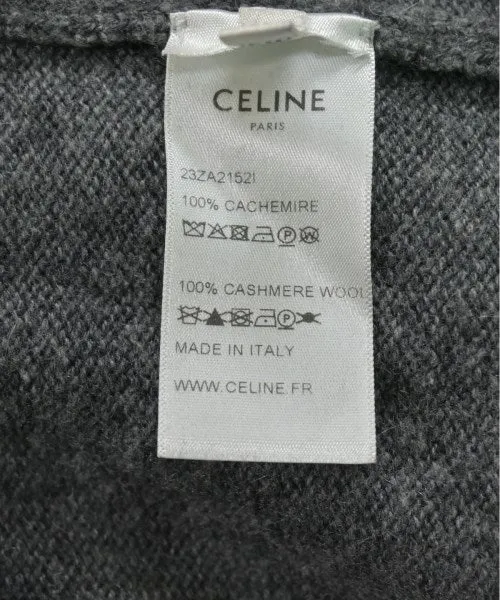 CELINE
PARIS
23ZA2152I
100% CACHEMIRE
100% CASHMERE WOOL
MADE IN ITALY
WWW.CELINE.FR